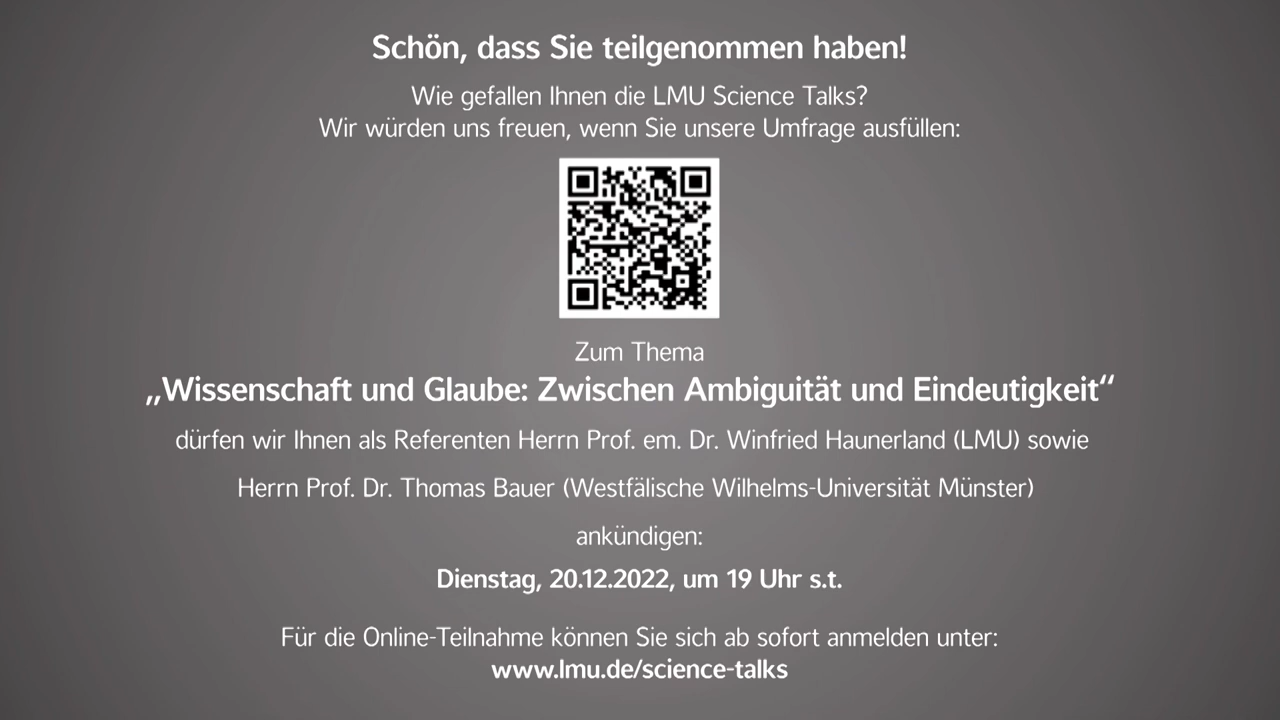 Schön, dass Sie teilgenommen haben!
Wie gefallen Ihnen die LMU Science Talks?
Wir würden uns freuen, wenn Sie unsere Umfrage ausfüllen:
Zum Thema
„Wissenschaft und Glaube: Zwischen Ambiguität und Eindeutigkeit“
dürfen wir Ihnen als Referenten Herrn Prof. em. Dr. Winfried Haunerland (LMU) sowie
Herrn Prof. Dr. Thomas Bauer (Westfälische Wilhelms-Universität Münster)
ankündigen:
Dienstag, 20.12.2022, um 19 Uhr s.t.
Für die Online-Teilnahme können Sie sich ab sofort anmelden unter:
www.lmu.de/science-talks